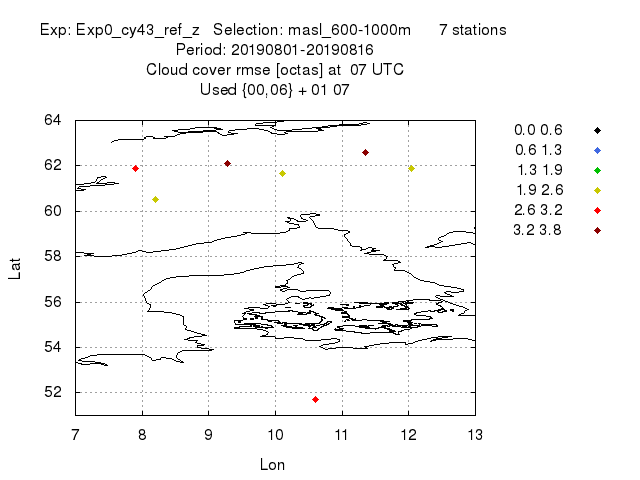 Exp: Exp0_cy43_ref_z   Selection: masl_600-1000m      7 stations
Period: 20190801-20190816
Cloud cover rmse [octas] at  07 UTC
Used {00,06} + 01 07
64
62
60
58
56
54
52
Lat
7 8 9 10 11 12 13
Lon
0.0 0.6
0.6 1.3
1.3 1.9
1.9 2.6
2.6 3.2
3.2 3.8